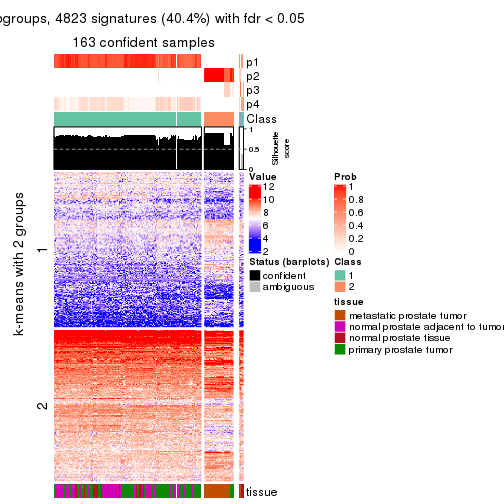 ogroups, 4823 signatures (40.4%) with fdr < 0.05
163 confident samples
p1
p2
p3
p4
Class
1
0.5
0
Silhouette
score
k-means with 2 groups
1
2
Value
12
10
8
6
4
2
Prob
1
0.8
0.6
0.4
0.2
0
Status (barplots)
confident
ambiguous
Class
1
2
tissue
metastatic prostate tumor
normal prostate adjacent to tumor
normal prostate tissue
primary prostate tumor
tissue